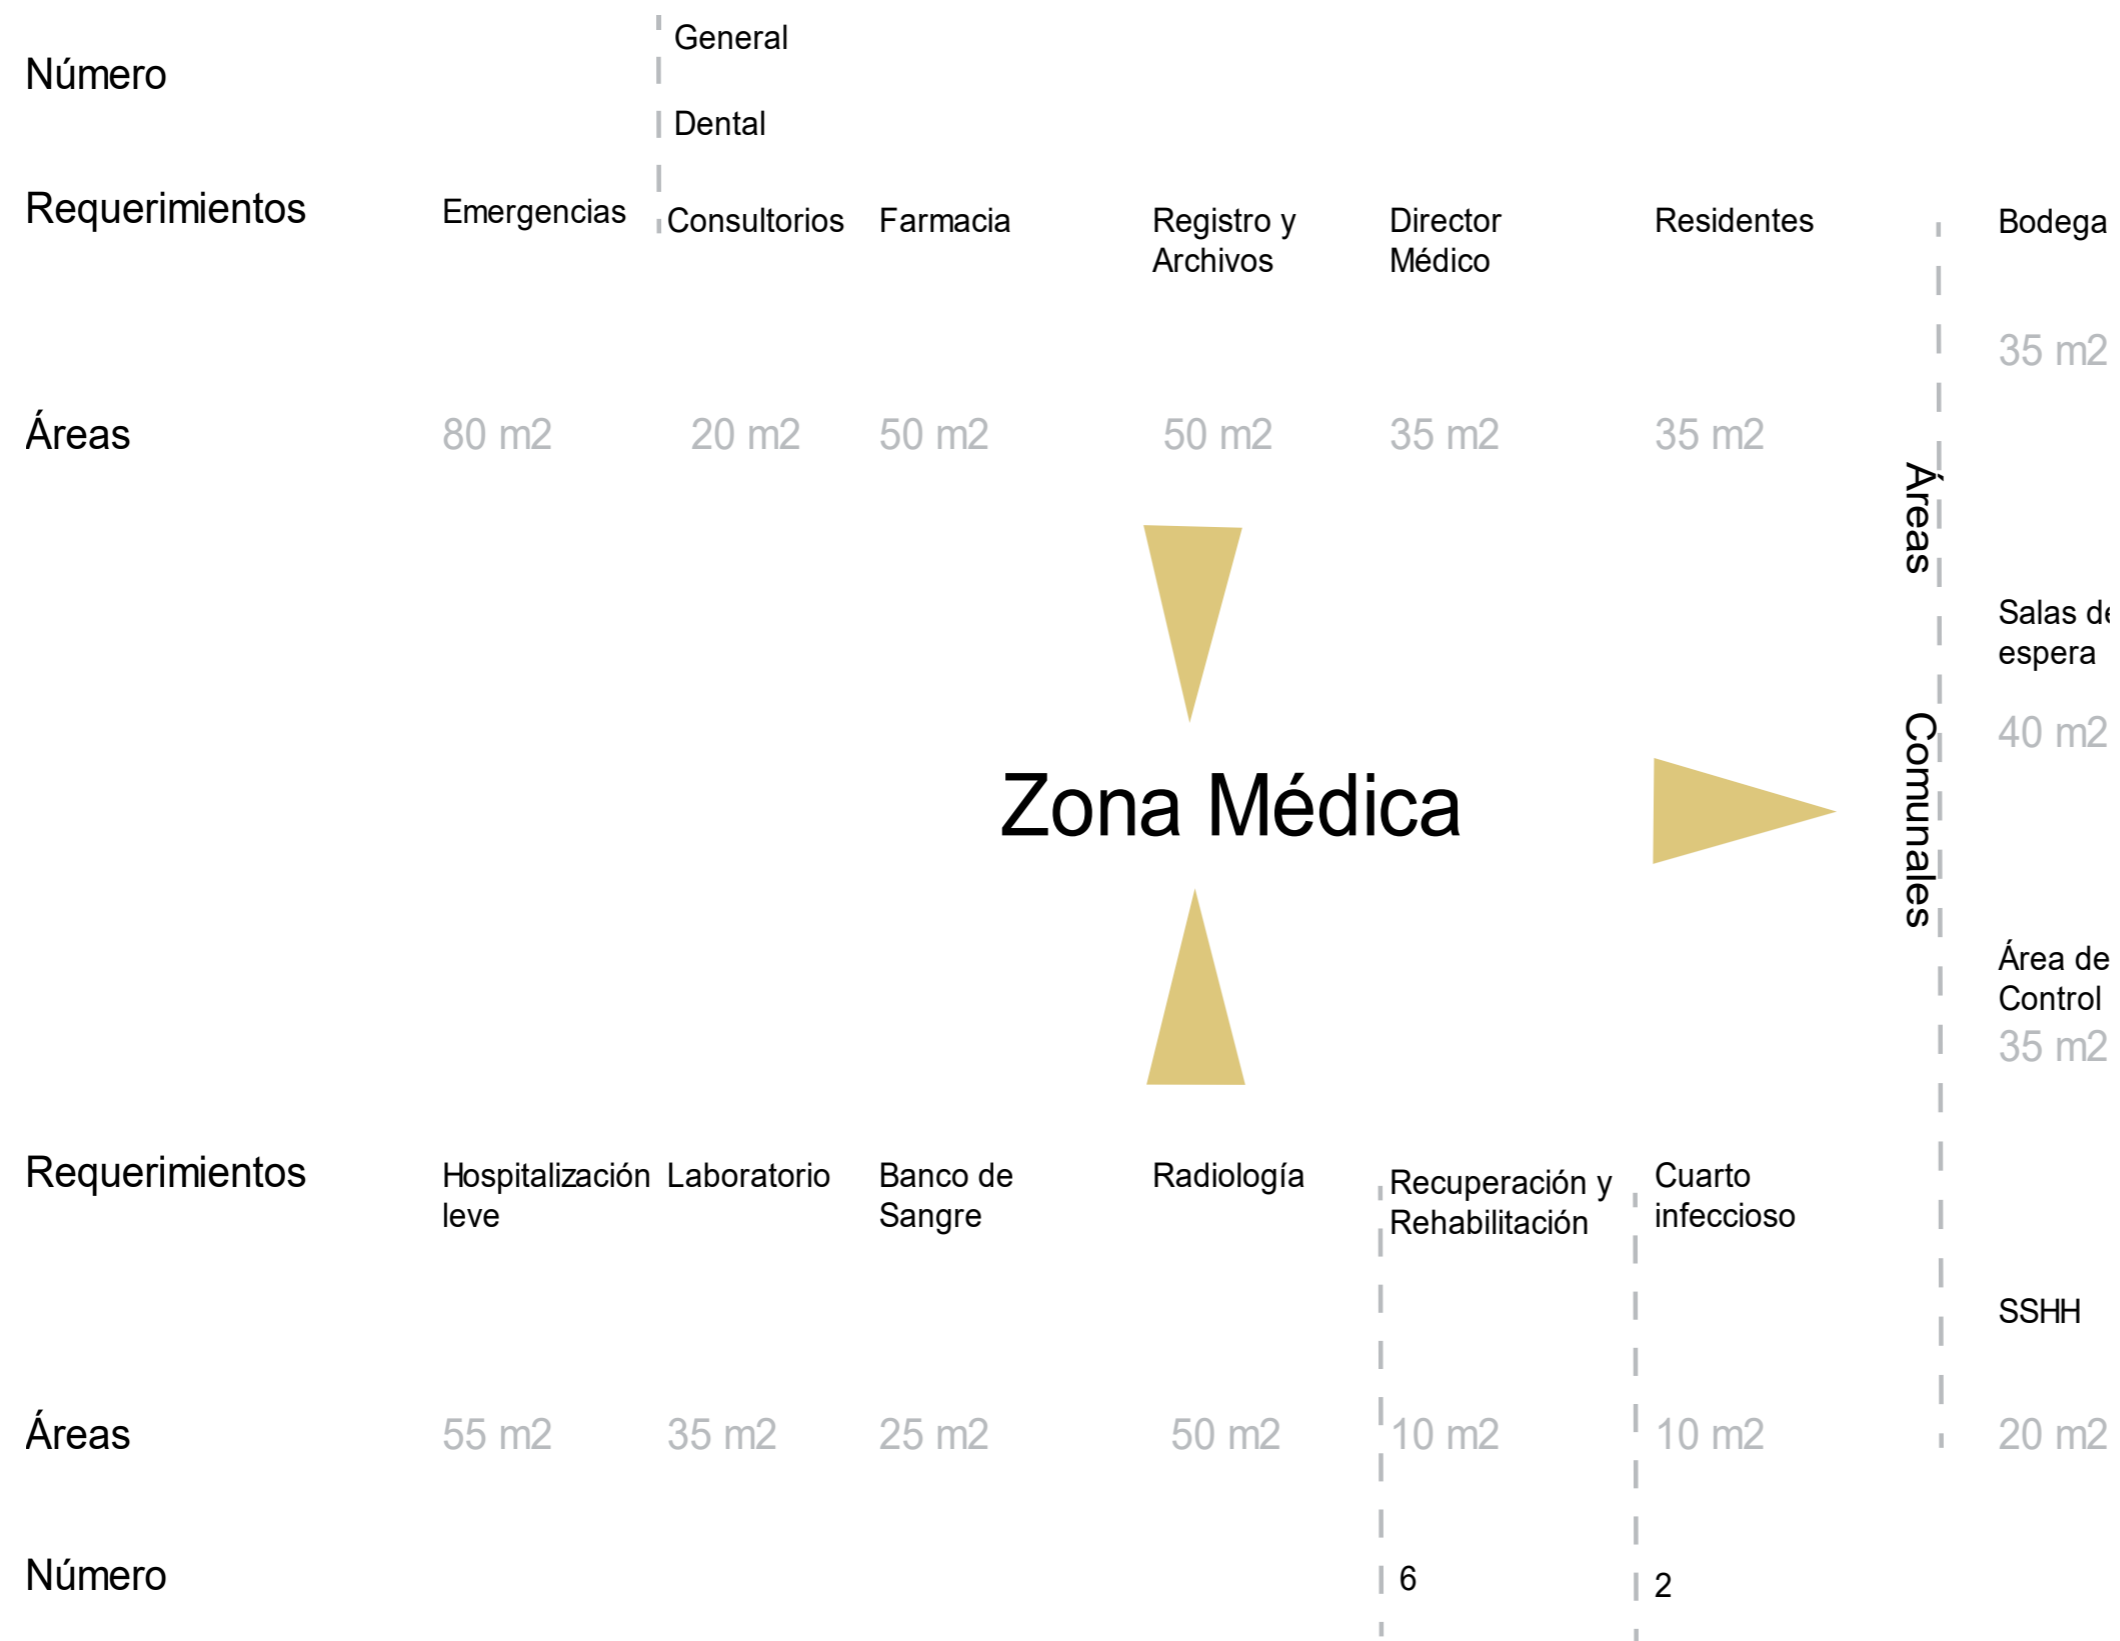 General
Número
Dental
Requerimientos
Emergencias
Consultorios
Farmacia
Registro y
Archivos
Director
Médico
Residentes
Bodega
35 m2
Áreas
80 m2
20 m2
50 m2
50 m2
35 m2
35 m2
Áreas
Comunales
Salas de
espera
40 m2
Zona Médica
Área de
Control
35 m2
Requerimientos
Hospitalización
leve
Laboratorio
Banco de
Sangre
Radiología
Recuperación y
Rehabilitación
Cuarto
infeccioso
SSHH
Áreas
55 m2
35 m2
25 m2
50 m2
10 m2
10 m2
20 m2
Número
6
2